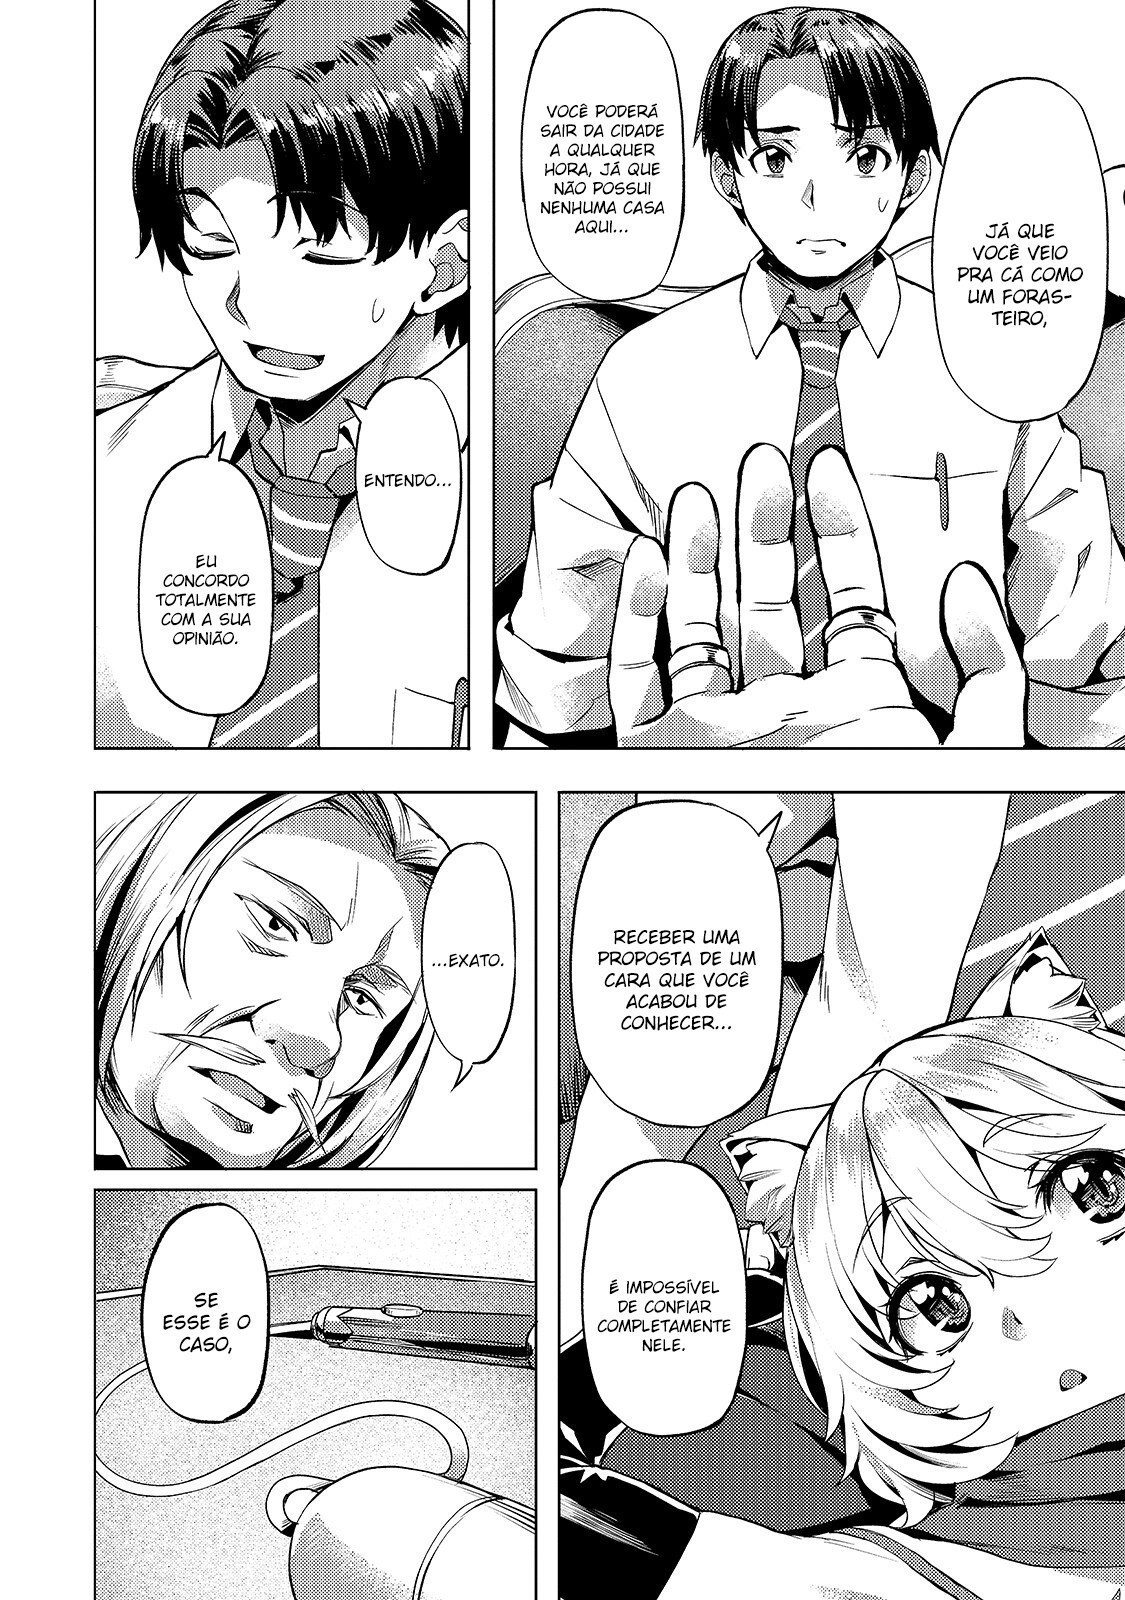 JÁ QUE
VOCÊ VEIO
PRA CÁ COMO
UM FORAS-
TEIRO,
VOCÊ PODERÁ
SAIR DA CIDADE
A QUALQUER
HORA, JÁ QUE
NÃO POSSUI
NENHUMA CASA
AQUI...
ENTENDO...
EU
CONCORDO
TOTALMENTE
COM A SUA
OPINIÃO.
RECEBER UMA
PROPOSTA DE UM
CARA QUE VOCÊ
ACABOU DE
CONHECER...
É IMPOSSÍVEL
DE CONFIAR
COMPLETAMENTE
NELE.
...EXATO.
SE
ESSE É O
CASO,